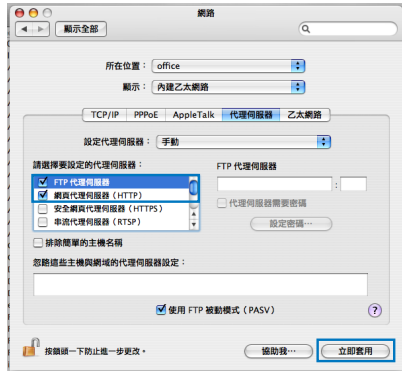 網路
顯示全部
所在位置： office
顯示： 內建乙太網路
TCP/IP PPPoE AppleTalk 代理伺服器 乙太網路
設定代理伺服器： 手動
請選擇要設定的代理伺服器：
FTP 代理伺服器
FTP 代理伺服器
網頁代理伺服器（HTTP）
安全網頁代理伺服器（HTTPS）
串流代理伺服器（RTSP）
:
代理伺服器需要密碼
設定密碼…
排除簡單的主機名稱
忽略這些主機與網域的代理伺服器設定：
使用 FTP 被動模式（PASV）
?
按鎖頭一下防止進一步更改。
協助我…
立即套用